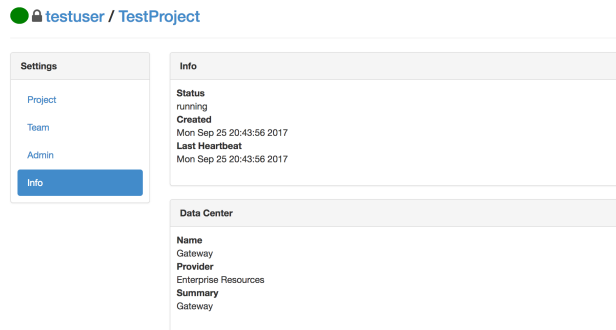 testuser / TestProject
Settings
Project
Team
Admin
Info
Info
Status
running
Created
Mon Sep 25 20:43:56 2017
Last Heartbeat
Mon Sep 25 20:43:56 2017
Data Center
Name
Gateway
Provider
Enterprise Resources
Summary
Gateway